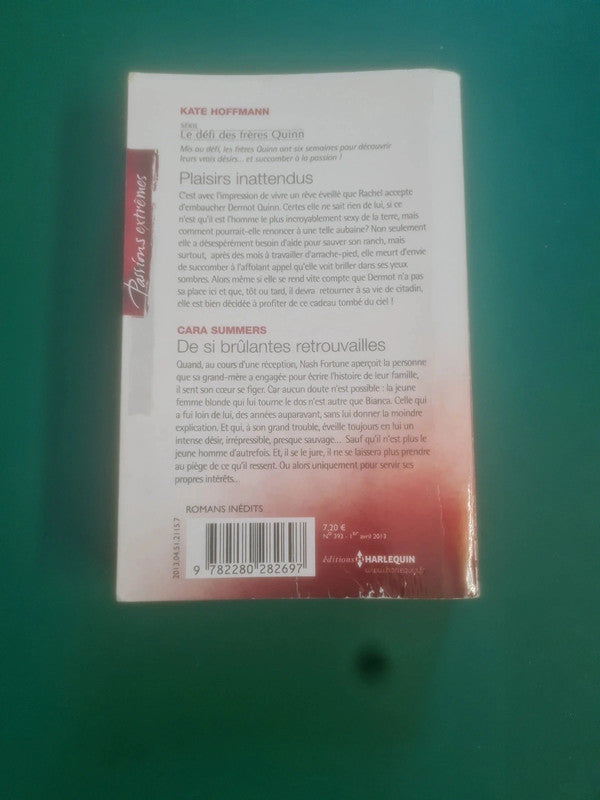 KATE HOFFMANN
SÉRIE
Le défi des frères Quinn
Mis au défi, les frères Quinn ont six semaines pour découvrir
leurs vrais désirs... et succomber à la passion !
Plaisirs inattendus
C'est avec l'impression de vivre un rêve éveillé que Rachel accepte
d'embaucher Dermot Quinn. Certes elle ne sait rien de lui, si ce
n'est qu'il est l'homme le plus incroyablement sexy de la terre, mais
comment pourrait-elle renoncer à une telle aubaine? Non seulement
elle a désespérément besoin d'aide pour sauver son ranch, mais
surtout, après des mois à travailler d'arrache-pied, elle meurt d'envie
de succomber à l'affolant appel qu'elle voit briller dans ses yeux
sombres. Alors même si elle se rend vite compte que Dermot n'a pas
sa place ici et que, tôt ou tard, il devra retourner à sa vie de citadin,
elle est bien décidée à profiter de ce cadeau tombé du ciel !
CARA SUMMERS
De si brûlantes retrouvailles
Quand, au cours d'une réception, Nash Fortune aperçoit la personne
que sa grand-mère a engagée pour écrire l'histoire de leur famille,
il sent son cœur se figer. Car aucun doute n'est possible : la jeune
femme blonde qui lui tourne le dos n'est autre que Bianca. Celle qui
a fui loin de lui, des années auparavant, sans lui donner la moindre
explication. Et qui, à son grand trouble, éveille toujours en lui un
intense désir, irrépressible, presque sauvage... Sauf qu'il n'est plus le
jeune homme d'autrefois. Et, il se le jure, il ne se laissera plus prendre
au piège de ce qu'il ressent. Ou alors uniquement pour servir ses
propres intérêts...
Passions extrêmes
ROMANS INÉDITS
2013.04.51.2115.7
9 782280 282697
7,20 €
N° 392 - 1er avril 2013
éditions H HARLEQUIN
www.harlequin.fr